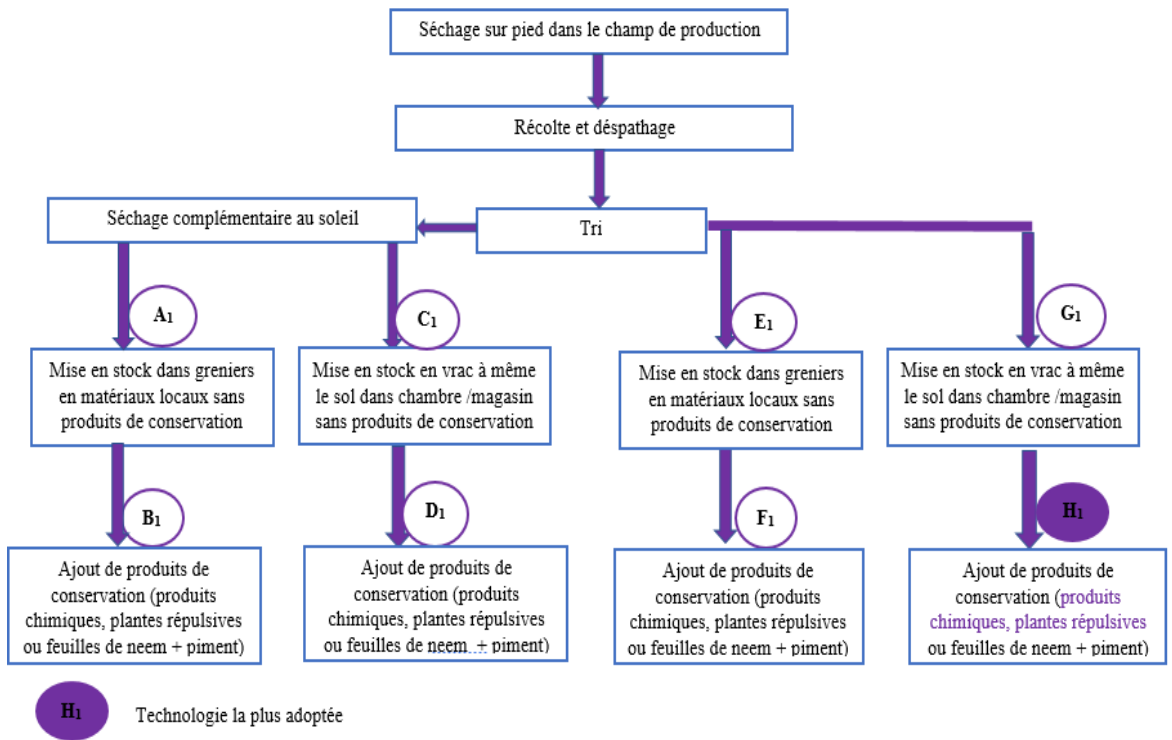 Séchage sur pied dans le champ de production
Récolte et déspathage
Séchage complémentaire au soleil
Tri
A1
C1
E1
G1
Mise en stock dans greniers
en matériaux locaux sans
produits de conservation
Mise en stock en vrac à même
le sol dans chambre /magasin
sans produits de conservation
Mise en stock dans greniers
en matériaux locaux sans
produits de conservation
Mise en stock en vrac à même
le sol dans chambre /magasin
sans produits de conservation
B1
D1
F1
H1
Ajout de produits de
conservation (produits
chimiques, plantes répulsives
ou feuilles de neem + piment)
Ajout de produits de
conservation (produits
chimiques, plantes répulsives
ou feuilles de neem + piment)
Ajout de produits de
conservation (produits
chimiques, plantes répulsives
ou feuilles de neem + piment)
Ajout de produits de
conservation (produits
chimiques, plantes répulsives
ou feuilles de neem + piment)
H1
Technologie la plus adoptée